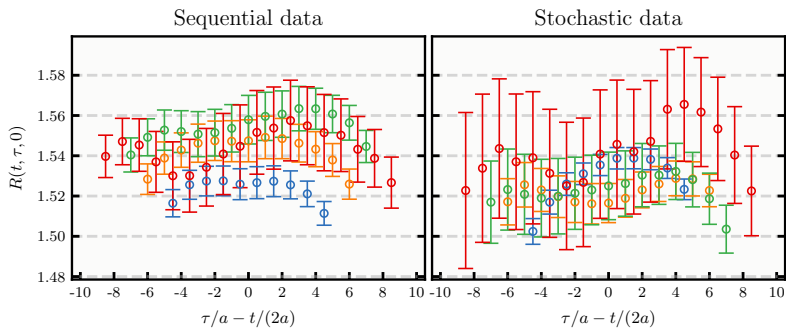 Sequential data
Stochastic data
R(t, τ, 0)
1.58
1.56
1.54
1.52
1.50
1.48
-10 -8 -6 -4 -2 0 2 4 6 8 10
-10 -8 -6 -4 -2 0 2 4 6 8 10
τ/a − t/(2a)
τ/a − t/(2a)